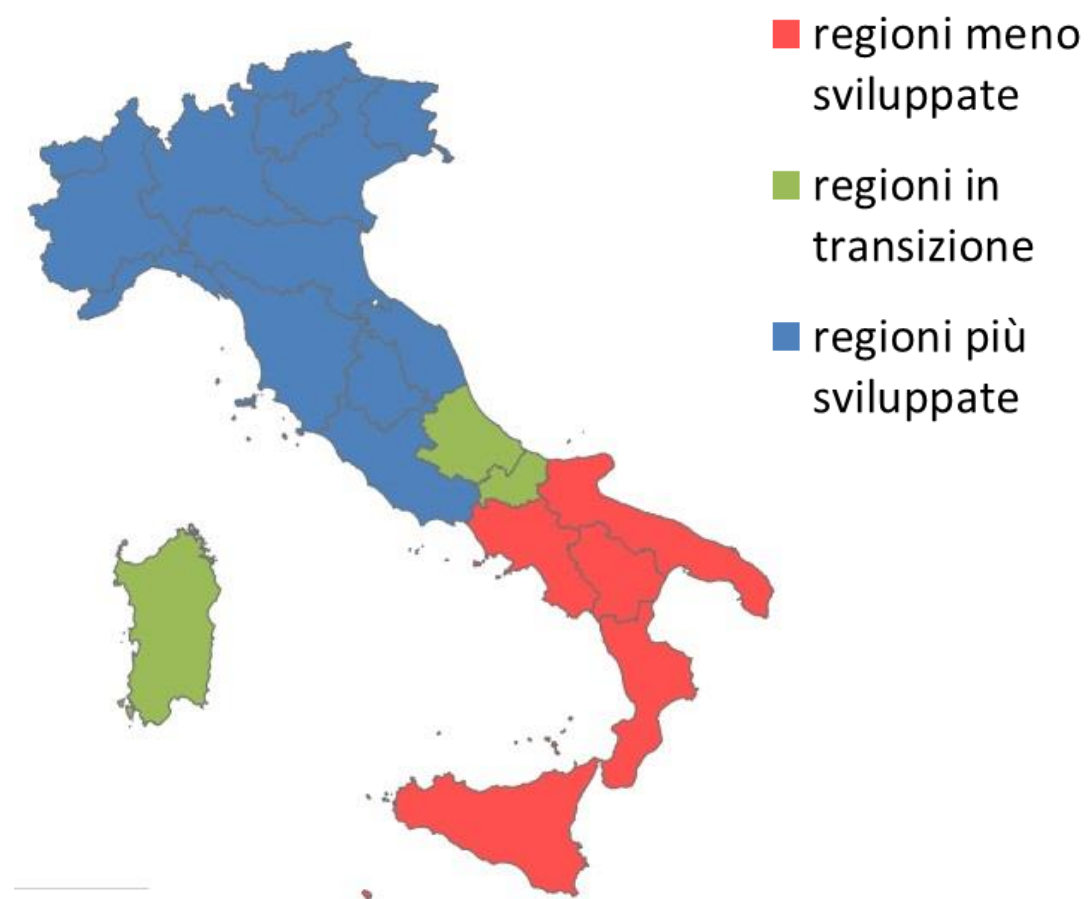 regioni meno
sviluppate
regioni in
transizione
regioni più
sviluppate